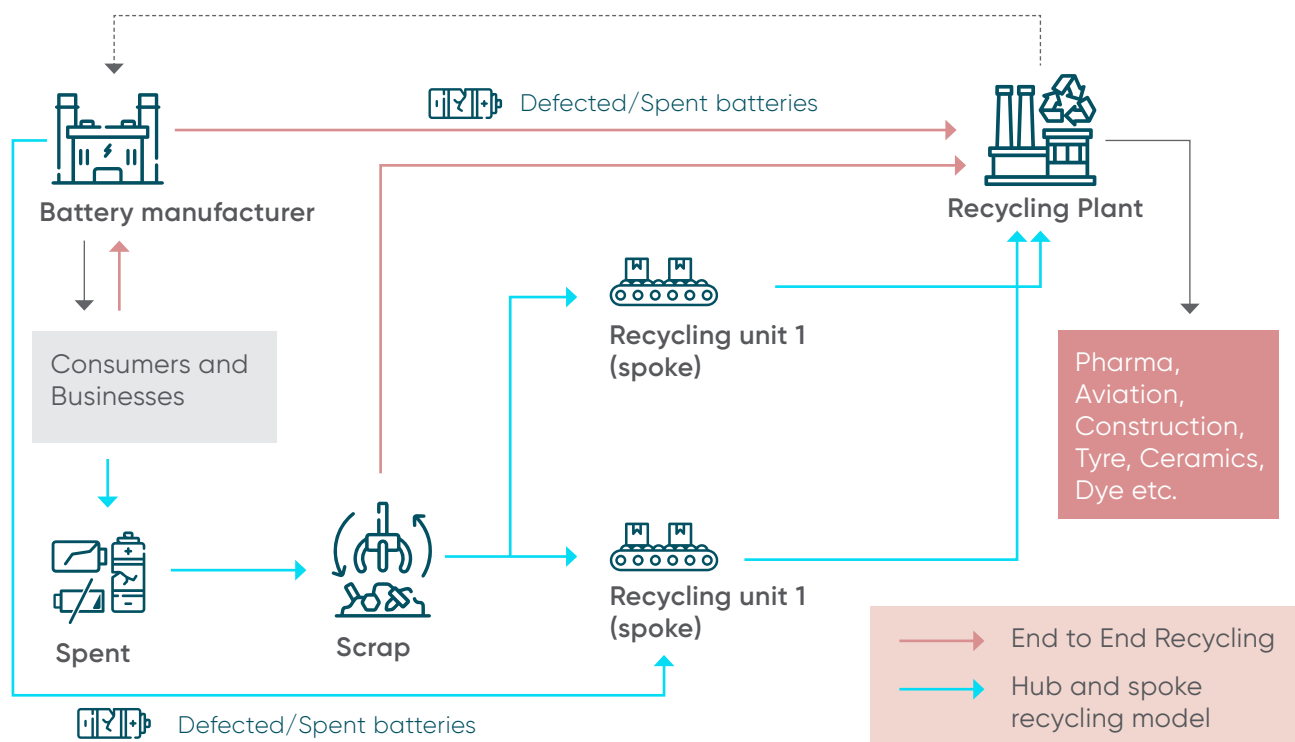 Defected/Spent batteries
Battery manufacturer
Recycling Plant
Recycling unit 1
(spoke)
Consumers and
Businesses
Pharma,
Aviation,
Construction,
Tyre, Ceramics,
Dye etc.
Recycling unit 1
(spoke)
Spent
Scrap
End to End Recycling
Hub and spoke
recycling model
Defected/Spent batteries